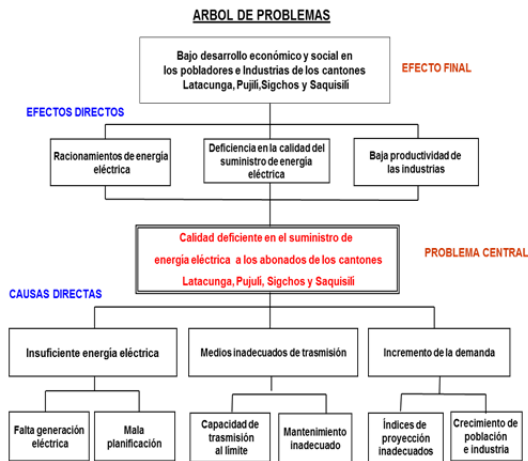 ARBOL DE PROBLEMAS
Bajo desarrollo económico y social en
los pobladores e Industrias de los cantones
Latacunga, Pujili,Sigchos y Saquisilí
EFECTO FINAL
EFECTOS DIRECTOS
Racionamientos de energía
eléctrica
Deficiencia en la calidad del
suministro de energía
eléctrica
Baja productividad de
las industrias
Calidad deficiente en el suministro de
energía eléctrica a los abonados de los cantones
Latacunga, Pujuli, Sigchos y Saquisilí
PROBLEMA CENTRAL
CAUSAS DIRECTAS
Insuficiente energía eléctrica
Medios inadecuados de trasmisión
Incremento de la demanda
Falta generación
eléctrica
Mala
planificación
Capacidad de
trasmisión
al límite
Mantenimiento
inadecuado
Índices de
proyección
inadecuados
Crecimiento de
población
e industria